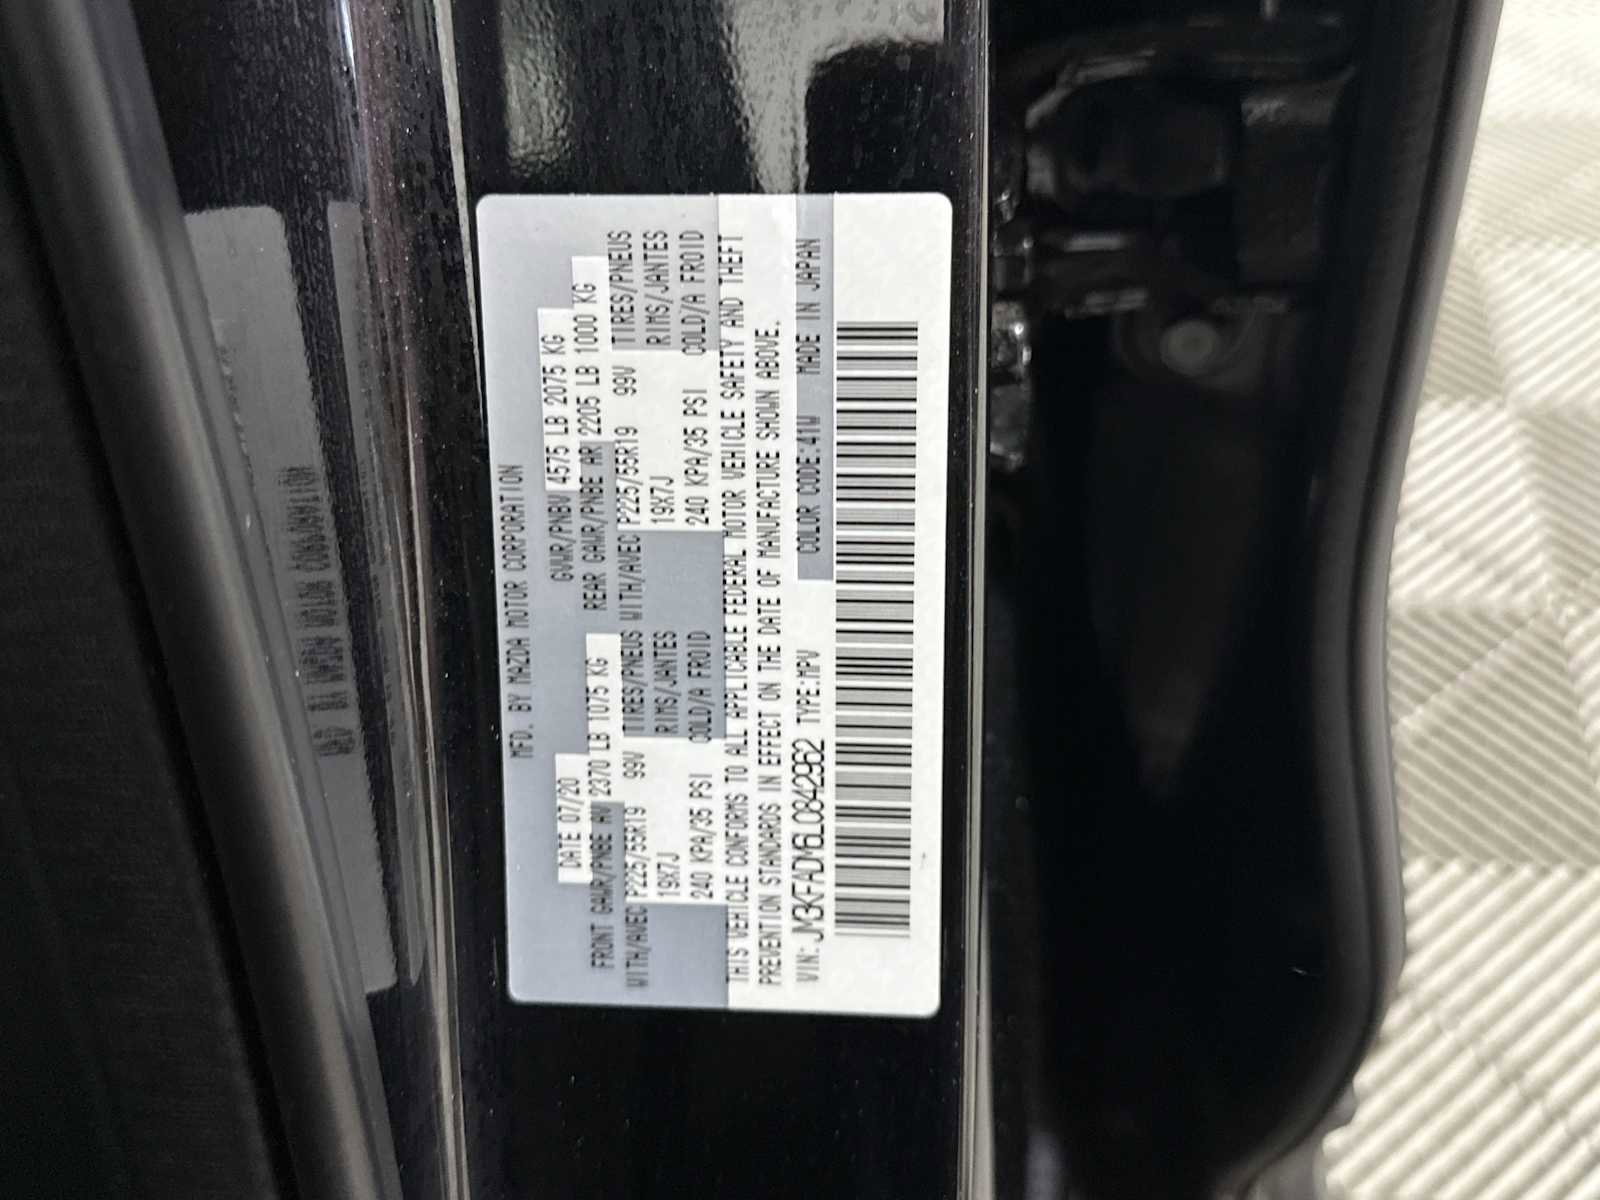 MFD. BY MAZDA MOTOR CORPORATION
DATE 07/20 GVWR/PNBV 4575 LB 2075 KG
FRONT GAWR/PNBE AV 2370 LB 1075 KG REAR GAWR/PNBE AR 2205 LB 1000 KG
WITH/AVEC P225/55R19 99V TIRES/PNEUS WITH/AVEC P225/55R19 99V TIRES/PNEUS
19X7J RIMS/JANTES 19X7J RIMS/JANTES
240 KPA/35 PSI COLD/A FROID 240 KPA/35 PSI COLD/A FROID
THIS VEHICLE CONFORMS TO ALL APPLICABLE FEDERAL MOTOR VEHICLE SAFETY AND THEFT
PREVENTION STANDARDS IN EFFECT ON THE DATE OF MANUFACTURE SHOWN ABOVE.
VIN: JM3KFADM6L0842962 TYPE:MPV COLOR CODE:41W MADE IN JAPAN